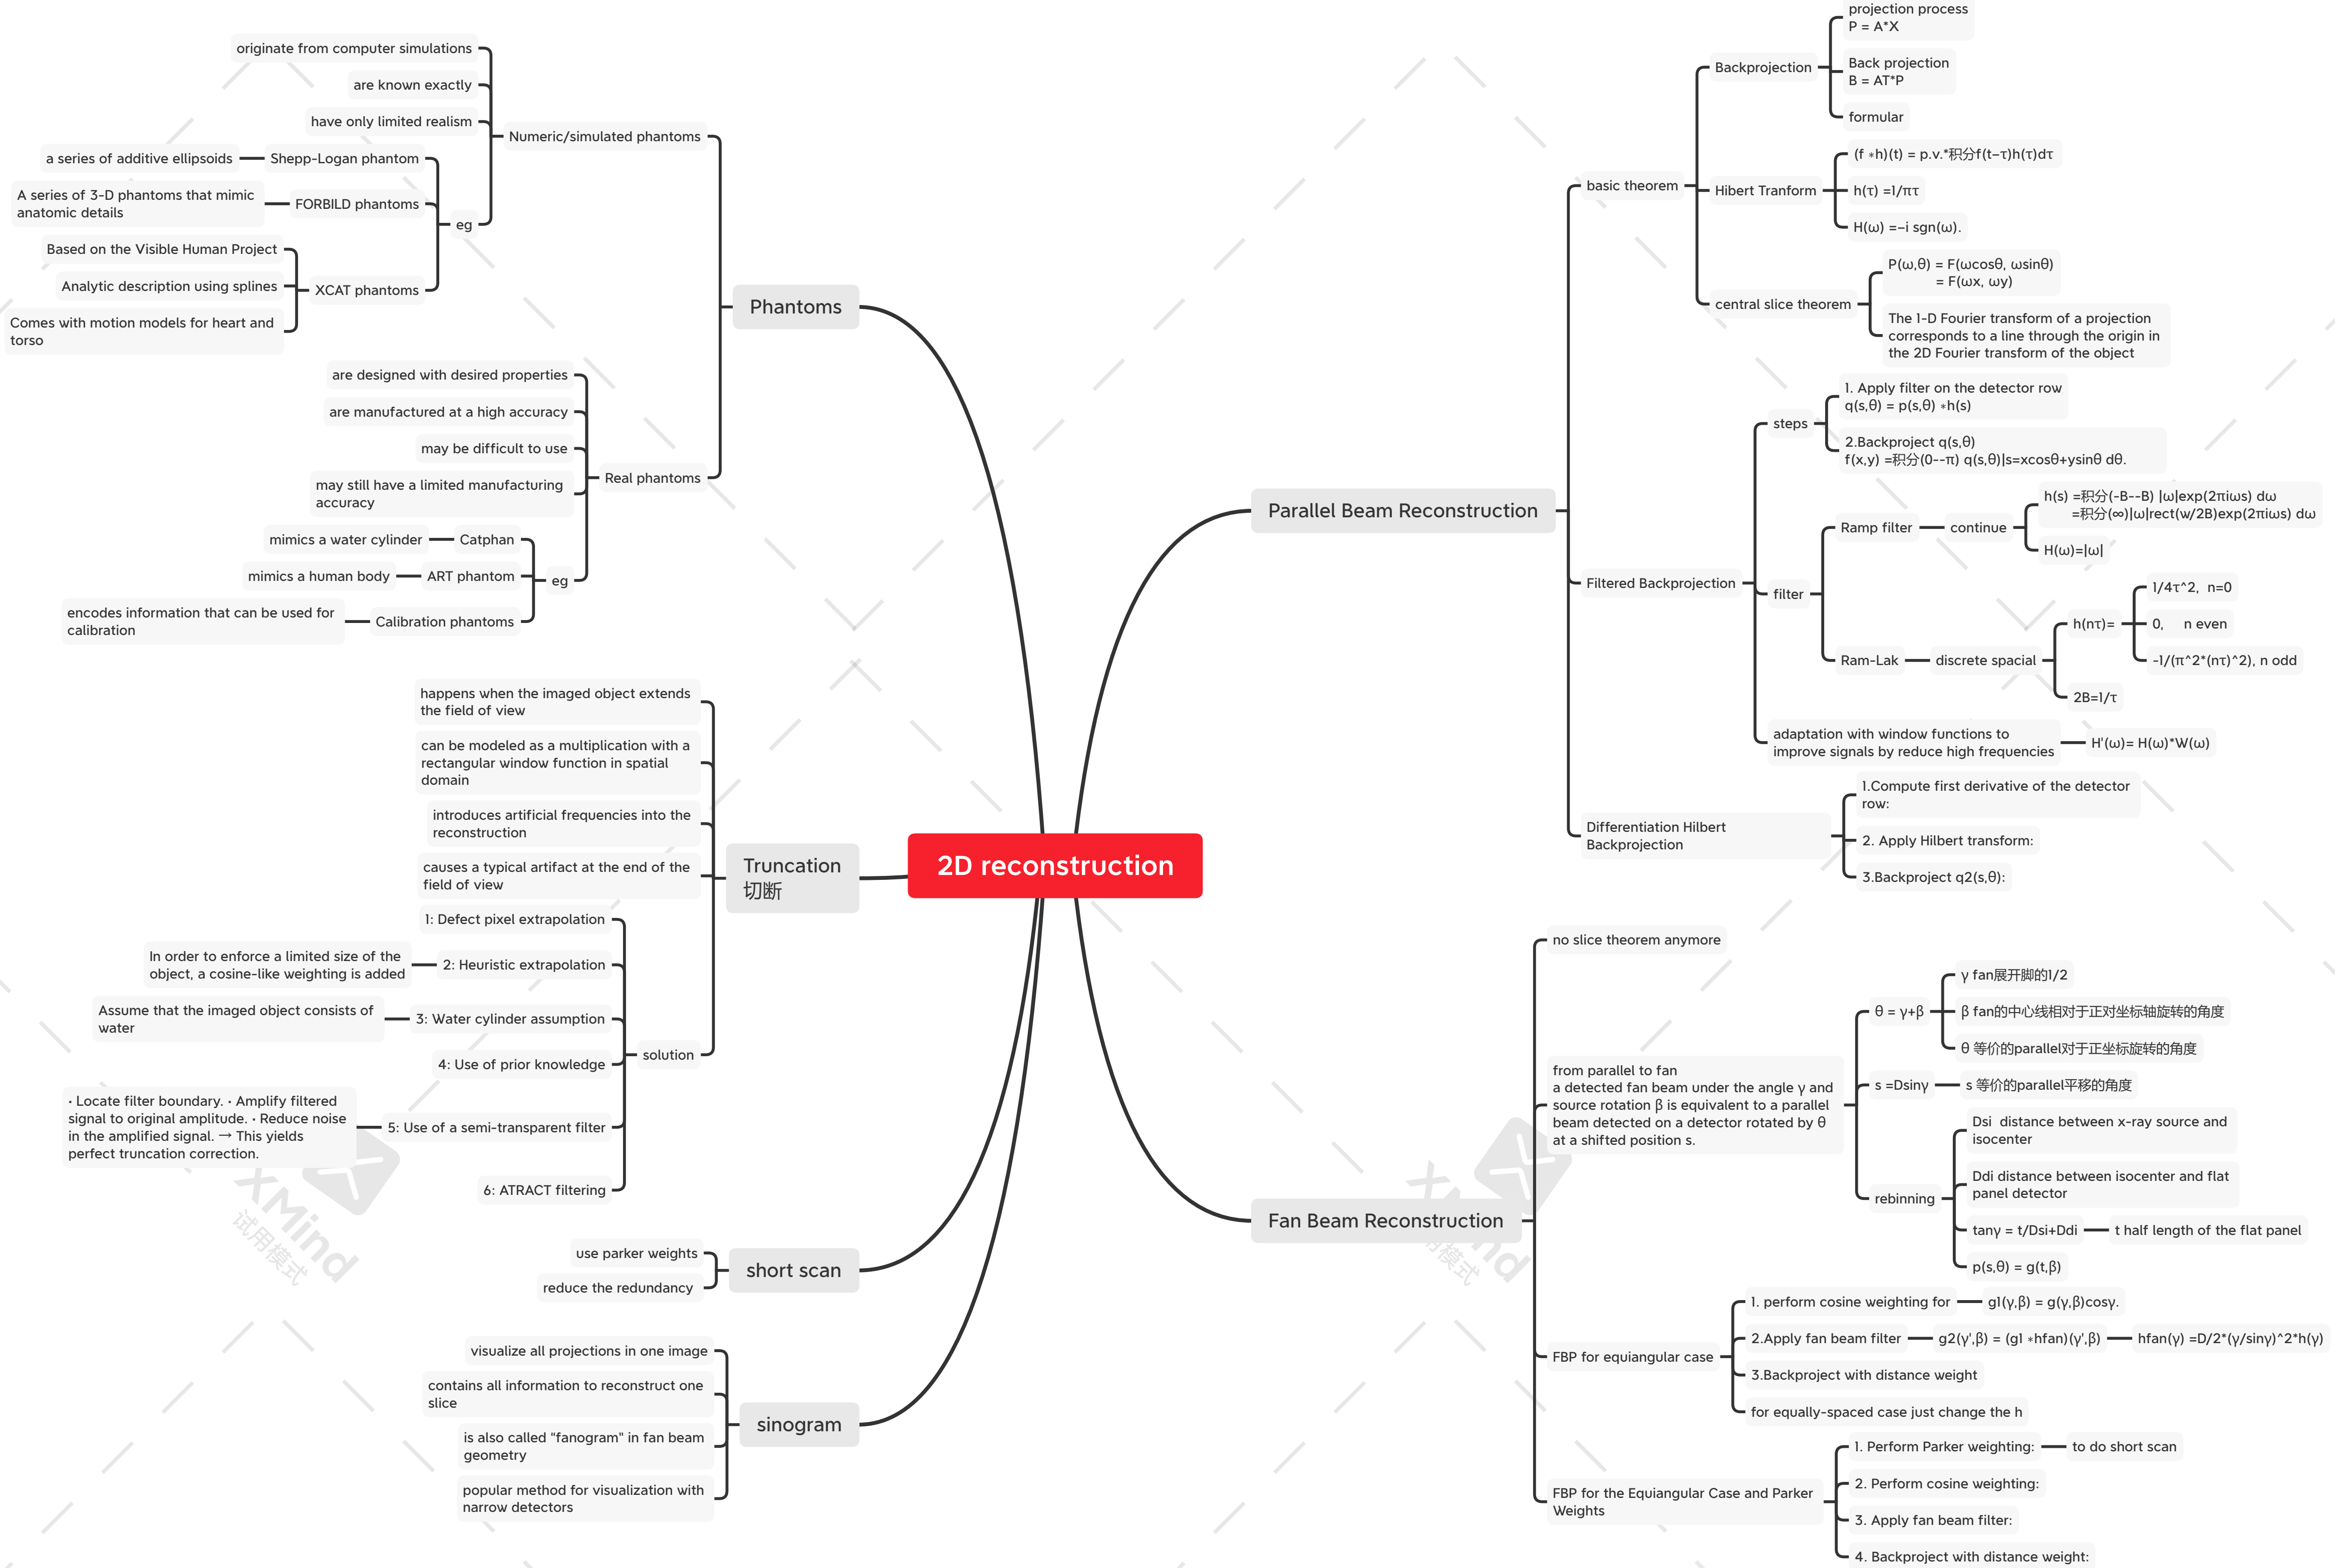 2D reconstruction
Phantoms
Numeric/simulated phantoms
originate from computer simulations
are known exactly
have only limited realism
eg
Shepp-Logan phantom
a series of additive ellipsoids
FORBILD phantoms
A series of 3-D phantoms that mimic
anatomic details
XCAT phantoms
Based on the Visible Human Project
Analytic description using splines
Comes with motion models for heart and
torso
Real phantoms
are designed with desired properties
are manufactured at a high accuracy
may be difficult to use
may still have a limited manufacturing
accuracy
eg
Catphan
mimics a water cylinder
ART phantom
mimics a human body
Calibration phantoms
encodes information that can be used for
calibration
Truncation
切断
happens when the imaged object extends
the field of view
can be modeled as a multiplication with a
rectangular window function in spatial
domain
introduces artificial frequencies into the
reconstruction
causes a typical artifact at the end of the
field of view
solution
1: Defect pixel extrapolation
2: Heuristic extrapolation
In order to enforce a limited size of the
object, a cosine-like weighting is added
3: Water cylinder assumption
Assume that the imaged object consists of
water
4: Use of prior knowledge
5: Use of a semi-transparent filter
• Locate filter boundary. • Amplify filtered
signal to original amplitude. • Reduce noise
in the amplified signal. → This yields
perfect truncation correction.
6: ATRACT filtering
short scan
use parker weights
reduce the redundancy
sinogram
visualize all projections in one image
contains all information to reconstruct one
slice
is also called "fanogram" in fan beam
geometry
popular method for visualization with
narrow detectors
Parallel Beam Reconstruction
basic theorem
Backprojection
projection process
P = A*X
Back projection
B = AT*P
formular
Hibert Tranform
(f ∗h)(t) = p.v.*积分f(t−τ)h(τ)dτ
h(τ) =1/πτ
H(ω) =−i sgn(ω).
central slice theorem
P(ω,θ) = F(ωcosθ, ωsinθ)
= F(ωx, ωy)
The 1-D Fourier transform of a projection
corresponds to a line through the origin in
the 2D Fourier transform of the object
Filtered Backprojection
steps
1. Apply filter on the detector row
q(s,θ) = p(s,θ) ∗h(s)
2.Backproject q(s,θ)
f(x,y) =积分(0--π) q(s,θ)|s=xcosθ+ysinθ dθ.
filter
Ramp filter
continue
h(s) =积分(-B--B) |ω|exp(2πiωs) dω
=积分(∞)|ω|rect(w/2B)exp(2πiωs) dω
H(ω)=|ω|
Ram-Lak
discrete spacial
h(nτ)=
1/4τ^2, n=0
0, n even
-1/(π^2*(nτ)^2), n odd
2B=1/τ
adaptation with window functions to
improve signals by reduce high frequencies
H'(ω)= H(ω)*W(ω)
Differentiation Hilbert
Backprojection
1.Compute first derivative of the detector
row:
2. Apply Hilbert transform:
3.Backproject q2(s,θ):
Fan Beam Reconstruction
no slice theorem anymore
from parallel to fan
a detected fan beam under the angle γ and
source rotation β is equivalent to a parallel
beam detected on a detector rotated by θ
at a shifted position s.
θ = γ+β
γ fan展开脚的1/2
β fan的中心线相对于正对坐标轴旋转的角度
θ 等价的parallel对于正坐标旋转的角度
s =Dsinγ
s 等价的parallel平移的角度
rebinning
Dsi distance between x-ray source and
isocenter
Ddi distance between isocenter and flat
panel detector
tanγ = t/Dsi+Ddi
t half length of the flat panel
p(s,θ) = g(t,β)
FBP for equiangular case
1. perform cosine weighting for
g1(γ,β) = g(γ,β)cosγ.
2.Apply fan beam filter
g2(γ',β) = (g1 ∗hfan)(γ',β)
hfan(γ) =D/2*(γ/sinγ)^2*h(γ)
3.Backproject with distance weight
for equally-spaced case just change the h
FBP for the Equiangular Case and Parker
Weights
1. Perform Parker weighting:
to do short scan
2. Perform cosine weighting:
3. Apply fan beam filter:
4. Backproject with distance weight:
XMind
试用模式
XMind
试用模式